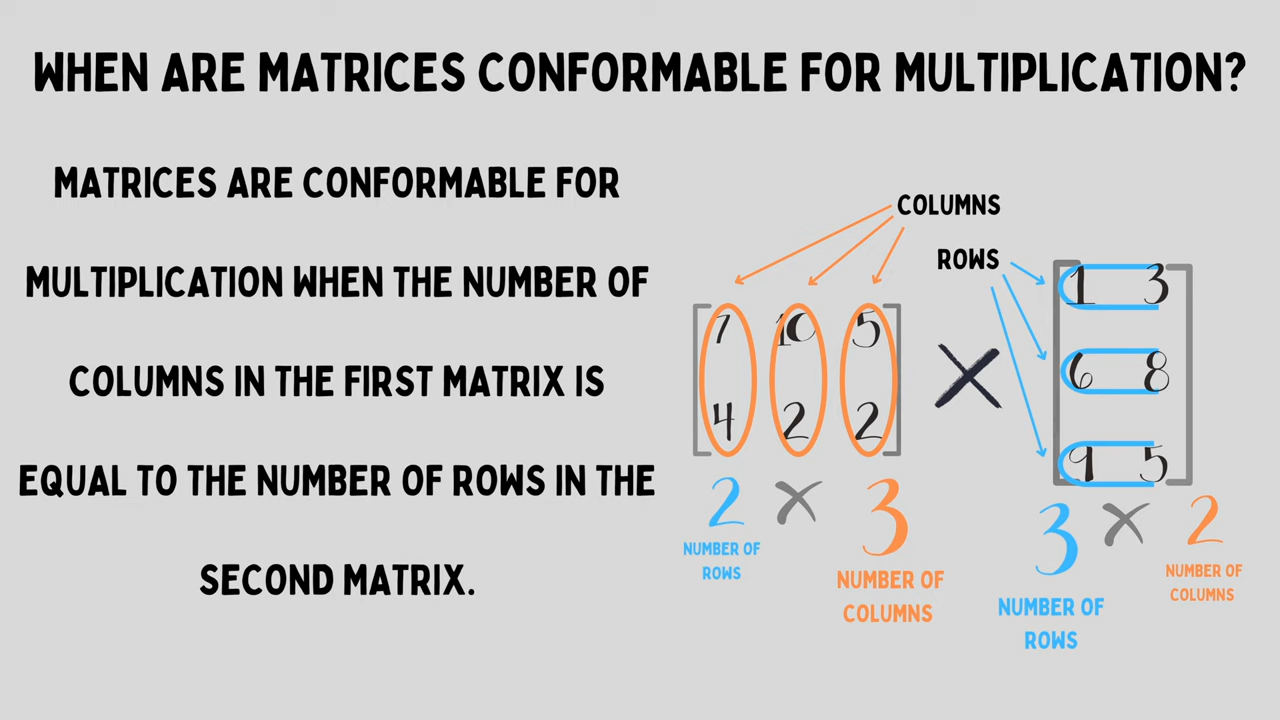 WHEN ARE MATRICES CONFORMABLE FOR MULTIPLICATION?
MATRICES ARE CONFORMABLE FOR
MULTIPLICATION WHEN THE NUMBER OF
COLUMNS IN THE FIRST MATRIX IS
EQUAL TO THE NUMBER OF ROWS IN THE
SECOND MATRIX.
COLUMNS
ROWS
7 10 5
4 2 2
×
1 3
6 8
9 5
2 × 3
NUMBER OF
ROWS
NUMBER OF
COLUMNS
3 × 2
NUMBER OF
ROWS
NUMBER OF
COLUMNS